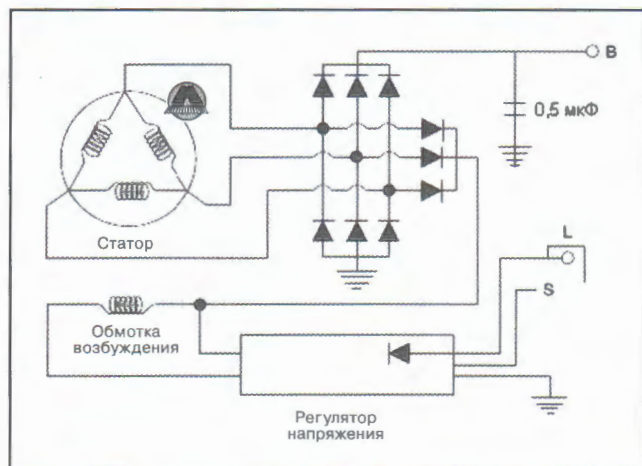 B
0,5 мкФ
Статор
L
S
Обмотка
возбуждения
Регулятор
напряжения